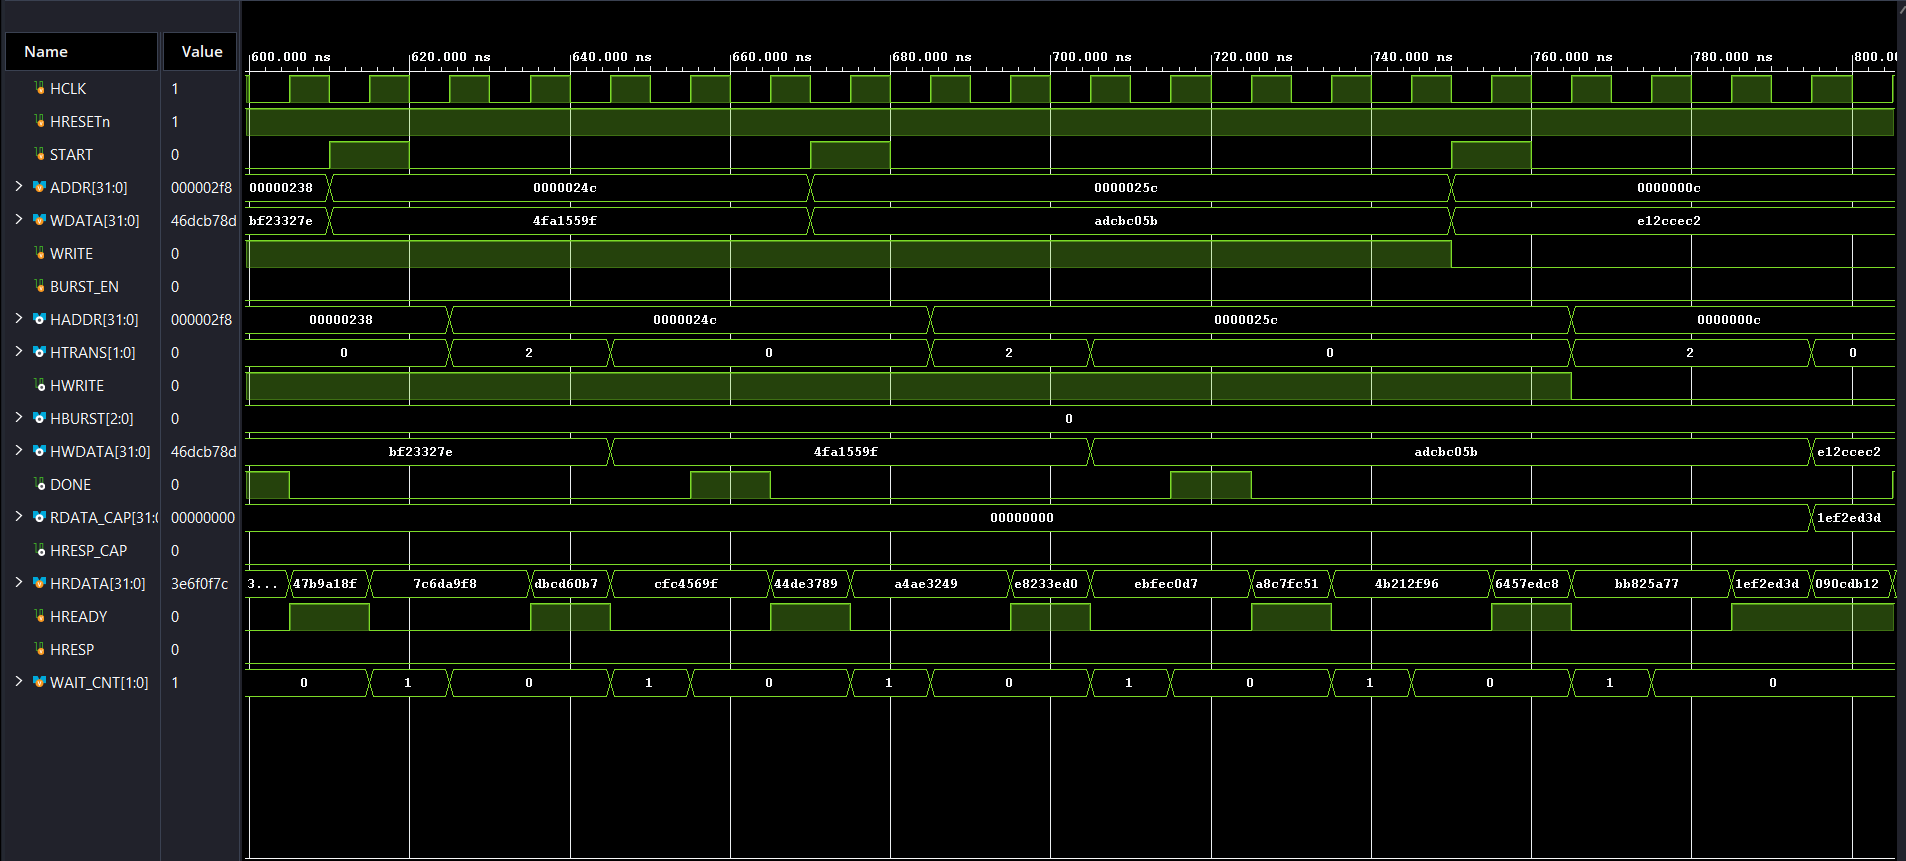 Name Value
600.000 ns 620.000 ns 640.000 ns 660.000 ns 680.000 ns 700.000 ns 720.000 ns 740.000 ns 760.000 ns 780.000 ns 800.0
HCLK 1
HRESETn 1
START 0
ADDR[31:0] 000002f8 00000238 0000024c 0000025c 0000000c
WDATA[31:0] 46dcb78d bf23327e 4fa1559f adcbc05b e12ccec2
WRITE 0
BURST_EN 0
HADDR[31:0] 000002f8 00000238 0000024c 0000025c 0000000c
HTRANS[1:0] 0 0 2 0 2 0 2 0
HWRITE 0
HBURST[2:0] 0 0
HWDATA[31:0] 46dcb78d bf23327e 4fa1559f adcbc05b e12ccec2
DONE 0
RDATA_CAP[31:( 00000000 00000000 1ef2ed3d
HRESP_CAP 0
HRDATA[31:0] 3e6f0f7c 3... 47b9a18f 7c6da9f8 dbcd60b7 cfc4569f 44de3789 a4ae3249 e8233ed0 ebfec0d7 a8c7fc51 4b212f96 6457edc8 bb825a77 1ef2ed3d 090cdb12
HREADY 0
HRESP 0
WAIT_CNT[1:0] 1 0 1 0 1 0 1 0 1 0 1 0 1 0